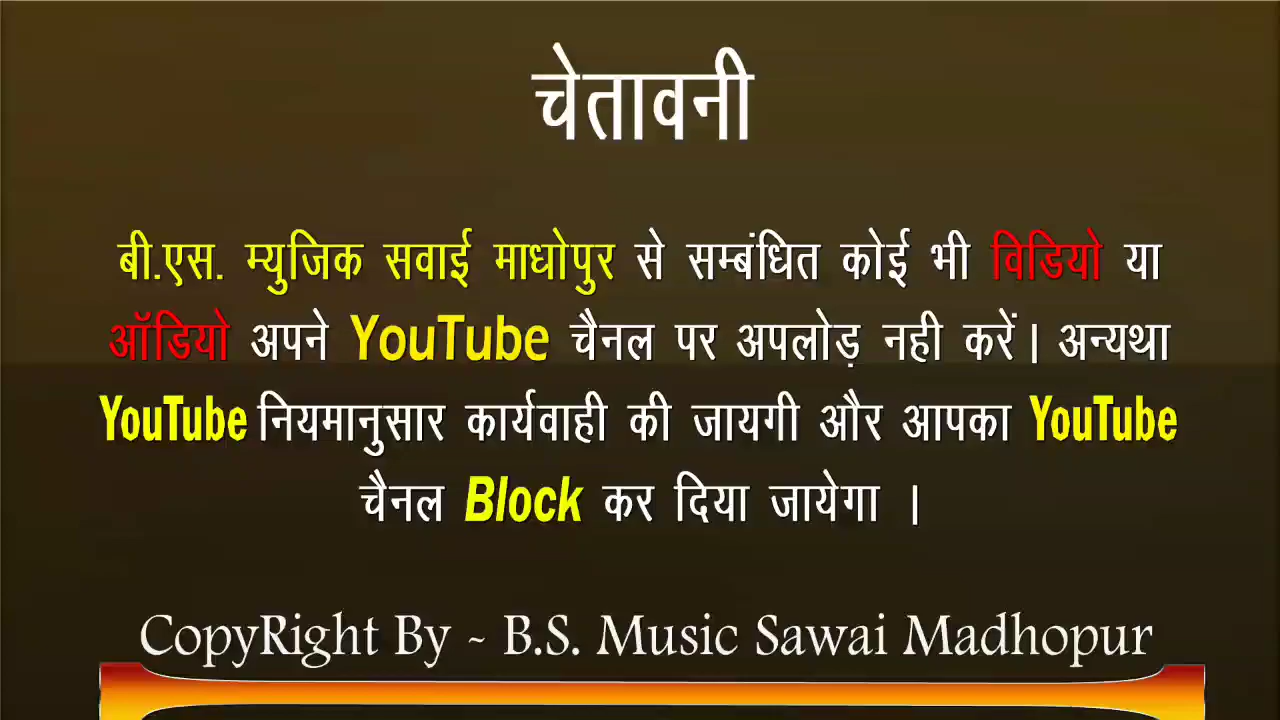 चेतावनी
बी.एस. म्युजिक सवाई माधोपुर से सम्बंधित कोई भी विडियो या
ऑडियो अपने YouTube चैनल पर अपलोड़ नही करें। अन्यथा
YouTube नियमानुसार कार्यवाही की जायगी और आपका YouTube
चैनल Block कर दिया जायेगा ।
CopyRight By - B.S. Music Sawai Madhopur